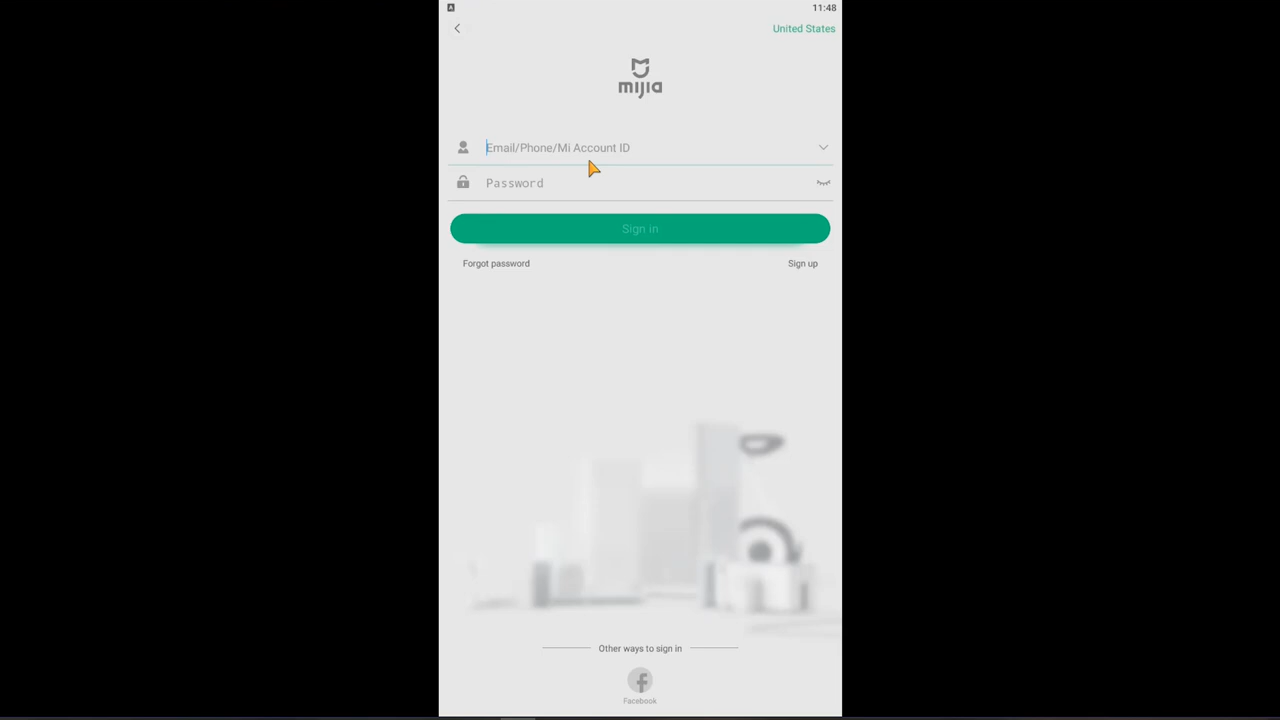 A
11:48
United States
mijia
Email/Phone/Mi Account ID
Password
Sign in
Forgot password
Sign up
Other ways to sign in
Facebook